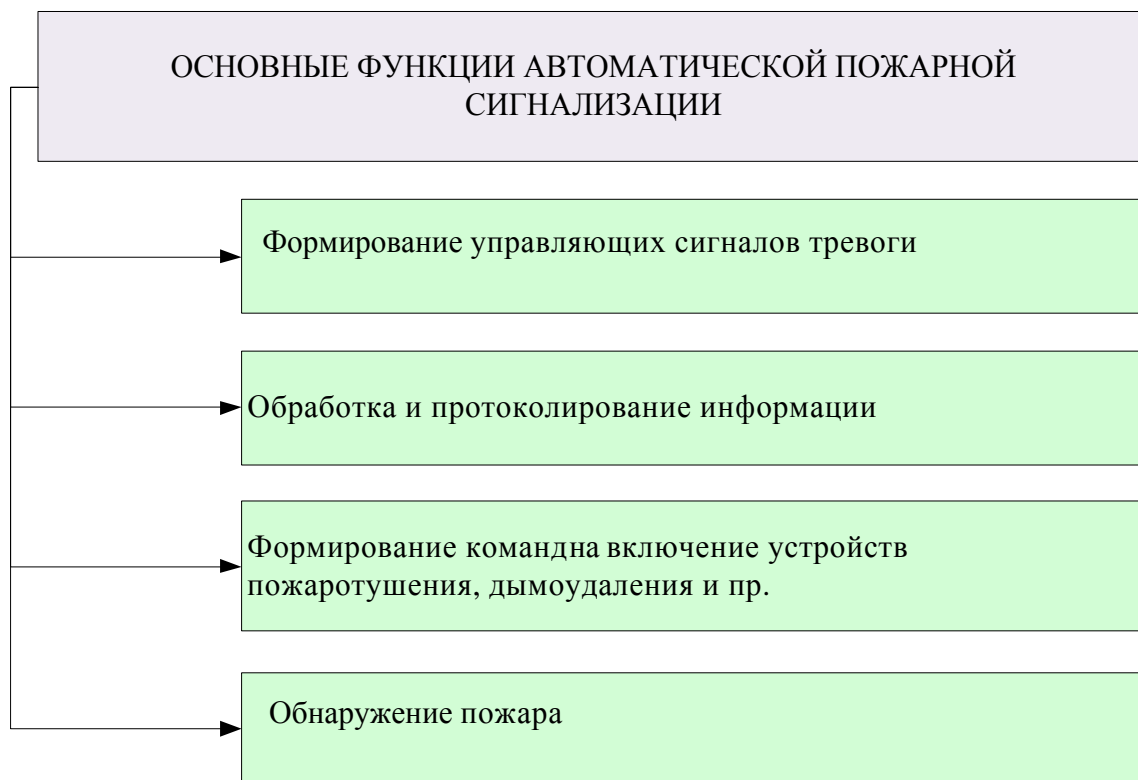 ОСНОВНЫЕ ФУНКЦИИ АВТОМАТИЧЕСКОЙ ПОЖАРНОЙ
СИГНАЛИЗАЦИИ
Формирование управляющих сигналов тревоги
Обработка и протоколирование информации
Формирование командна включение устройств
пожаротушения, дымоудаления и пр.
Обнаружение пожара